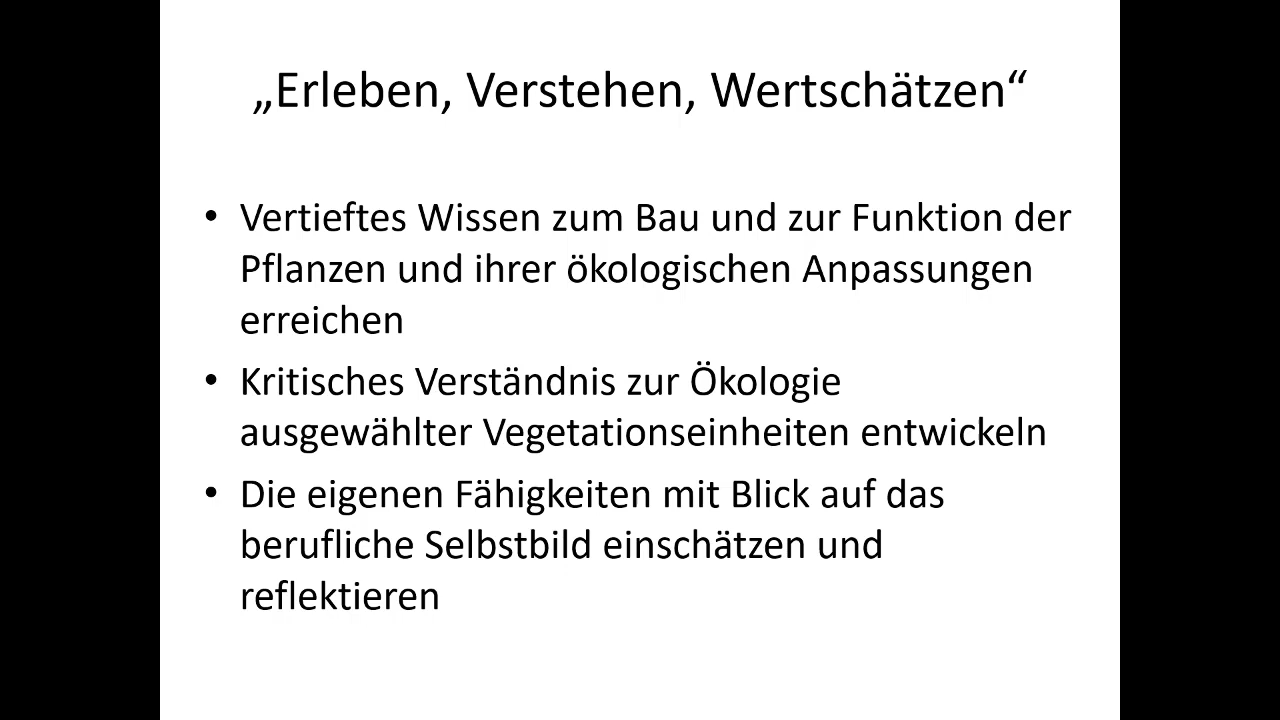 „Erleben, Verstehen, Wertschätzen“
• Vertieftes Wissen zum Bau und zur Funktion der
Pflanzen und ihrer ökologischen Anpassungen
erreichen
• Kritisches Verständnis zur Ökologie
ausgewählter Vegetationseinheiten entwickeln
• Die eigenen Fähigkeiten mit Blick auf das
berufliche Selbstbild einschätzen und
reflektieren